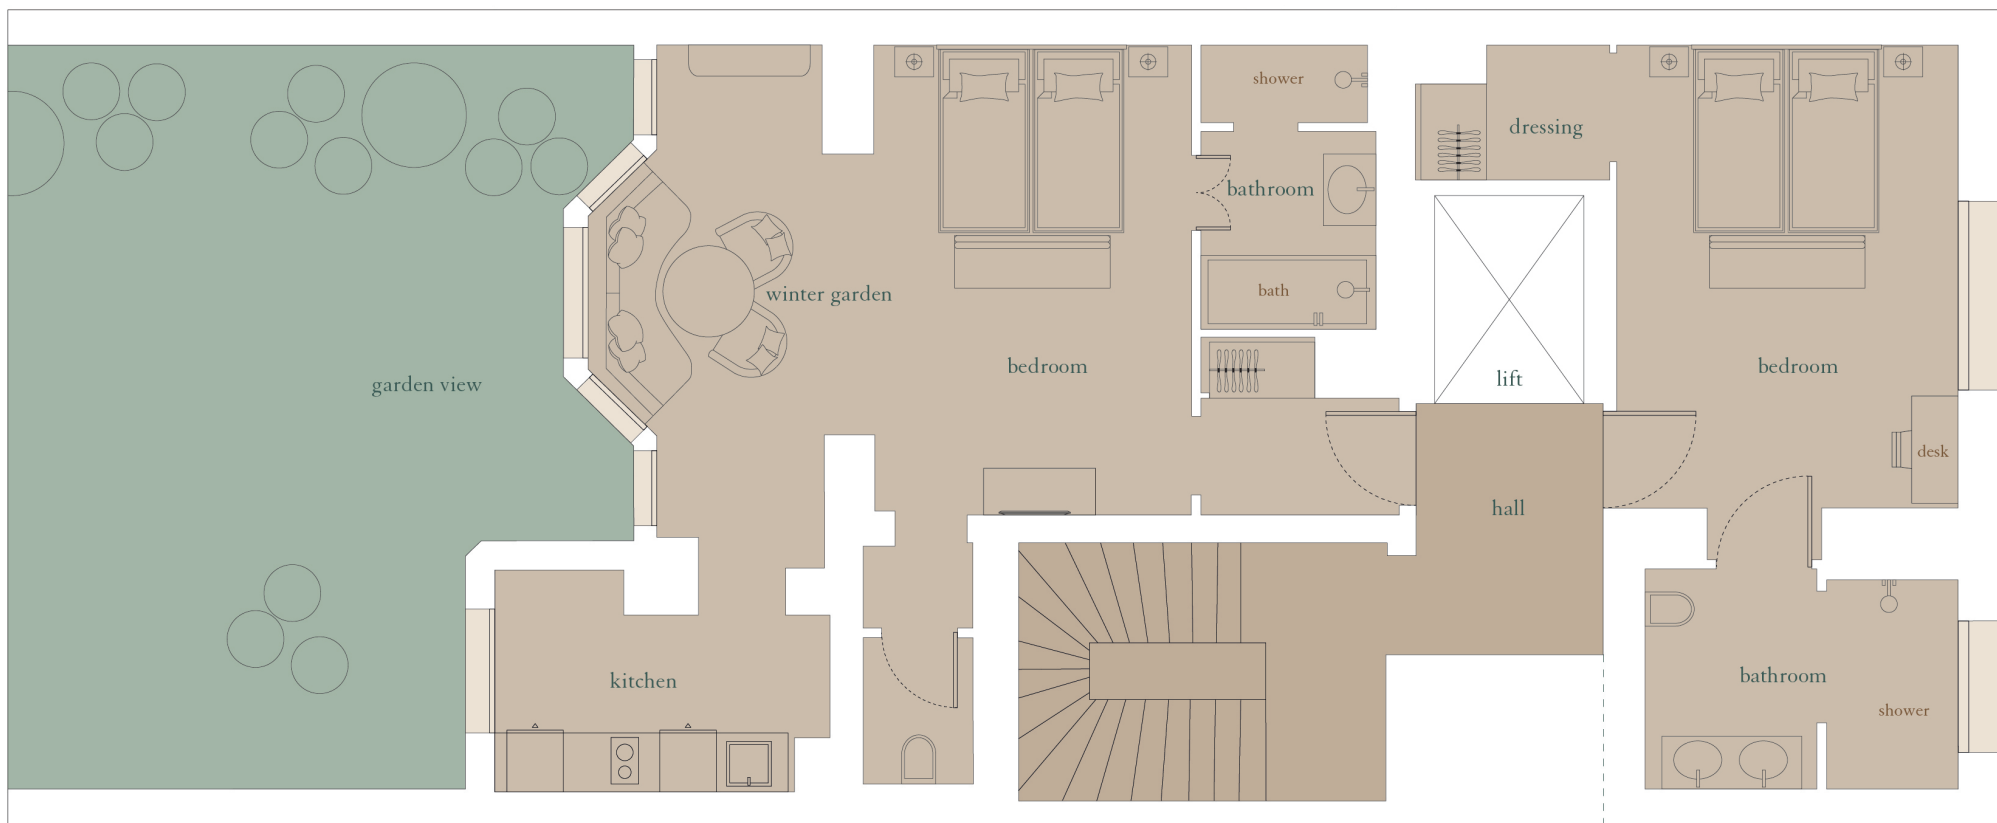 shower
dressing
bathroom
bath
winter garden
bedroom
bedroom
lift
garden view
desk
hall
kitchen
bathroom
shower